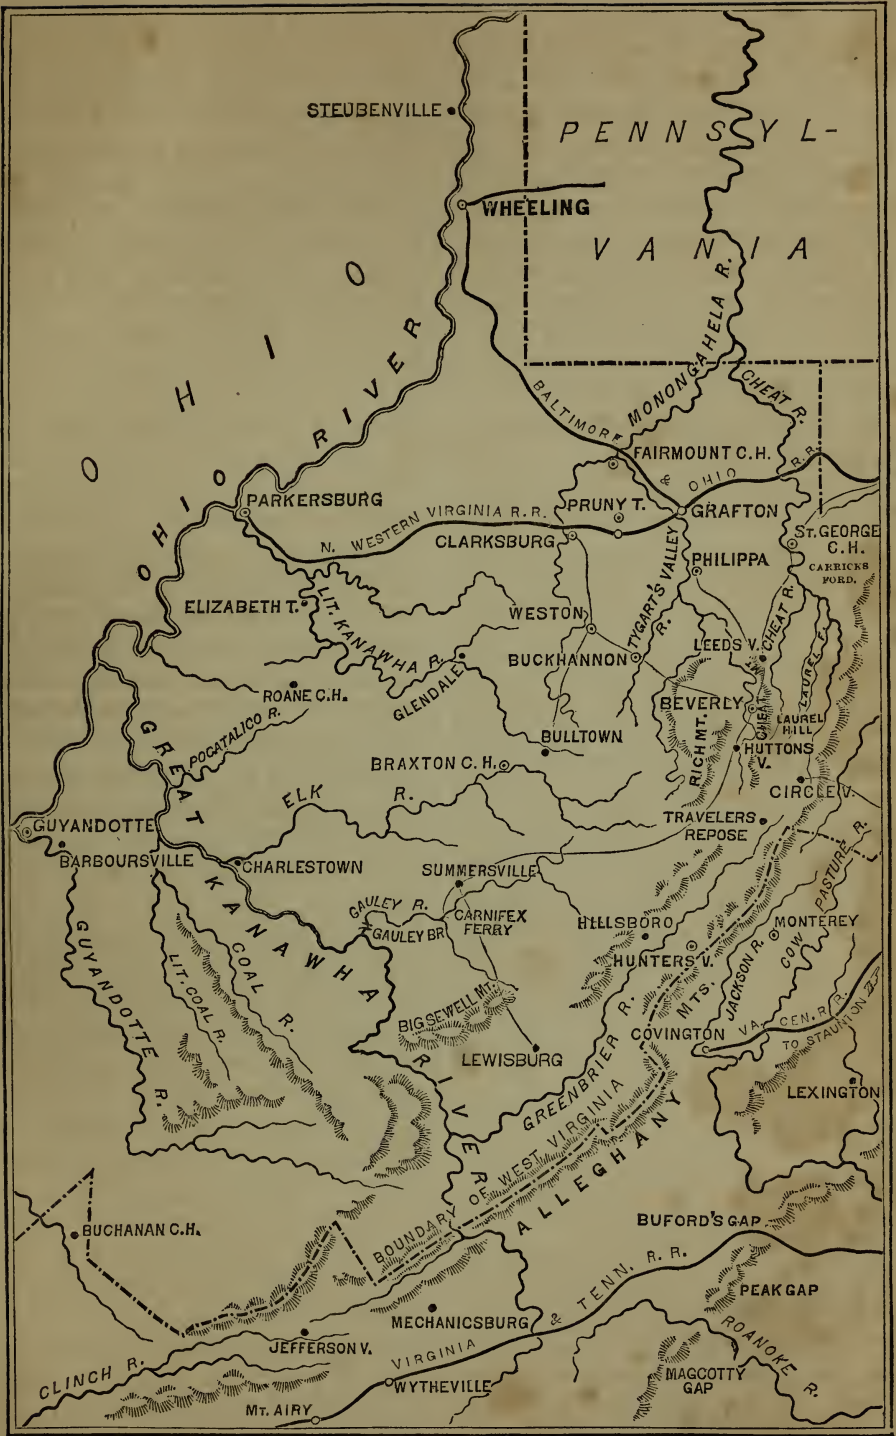 STEUBENVILLE
PENNSYL-
VANIA
WHEELING
OHIO
OHIO RIVER
MONONGAHELA R.
CHEAT R.
BALTIMORE & OHIO R.R.
FAIRMOUNT C.H.
PARKERSBURG
PRUNY T.
GRAFTON
N. WESTERN VIRGINIA R.R.
CLARKSBURG
ST. GEORGE
C.H.
CARRICKS
FORD.
PHILIPPA
TYGART'S VALLEY R.
ELIZABETH T.
LIT. KANAWHA R.
WESTON
CHEAT R.
LAUREL F.
LEEDS V.
BUCKHANNON
ROANE C.H.
GLENDALE
BEVERLY
CHEAT
LAUREL
HILL
RICH MT.
GREAT KANAWHA RIVER
POCATALICO R.
BULLTOWN
HUTTONS
V.
BRAXTON C.H.
CIRCLE V.
ELK R.
GUYANDOTTE
TRAVELERS
REPOSE
BARBOURSVILLE
CHARLESTOWN
SUMMERSVILLE
COW PASTURE R.
GAULEY R.
GAULEY BR.
CARNIFEX
FERRY
HILLSBORO
MONTEREY
GUYANDOTTE R.
LIT. COAL R.
COAL R.
HUNTERS V.
JACKSON R.
BIG SEWELL MT.
COVINGTON
VA. CEN. R.R.
TO STAUNTON
LEWISBURG
GREENBRIER R.
LEXINGTON
BOUNDARY OF WEST VIRGINIA
ALLEGHANY MTS.
BUCHANAN C.H.
BUFORD'S GAP
PEAK GAP
MECHANICSBURG
VIRGINIA & TENN. R.R.
JEFFERSON V.
ROANOKE R.
CLINCH R.
WYTHEVILLE
MAGCOTTY
GAP
MT. AIRY